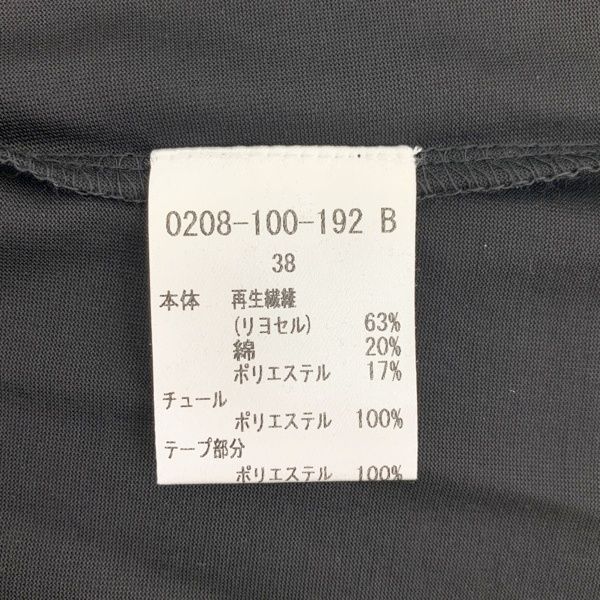 0208-100-192 B
38
本体 再生繊維
(リヨセル) 63%
綿 20%
ポリエステル 17%
チュール
ポリエステル 100%
テープ部分
ポリエステル 100%